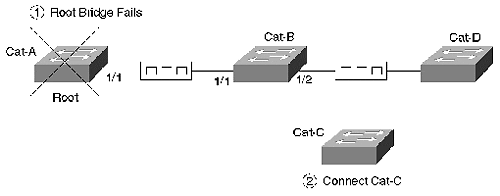 ① Root Bridge Fails
Cat-A
Cat-B
Cat-D
1/1
1/1
1/2
Root
Cat-C
② Connect Cat-C